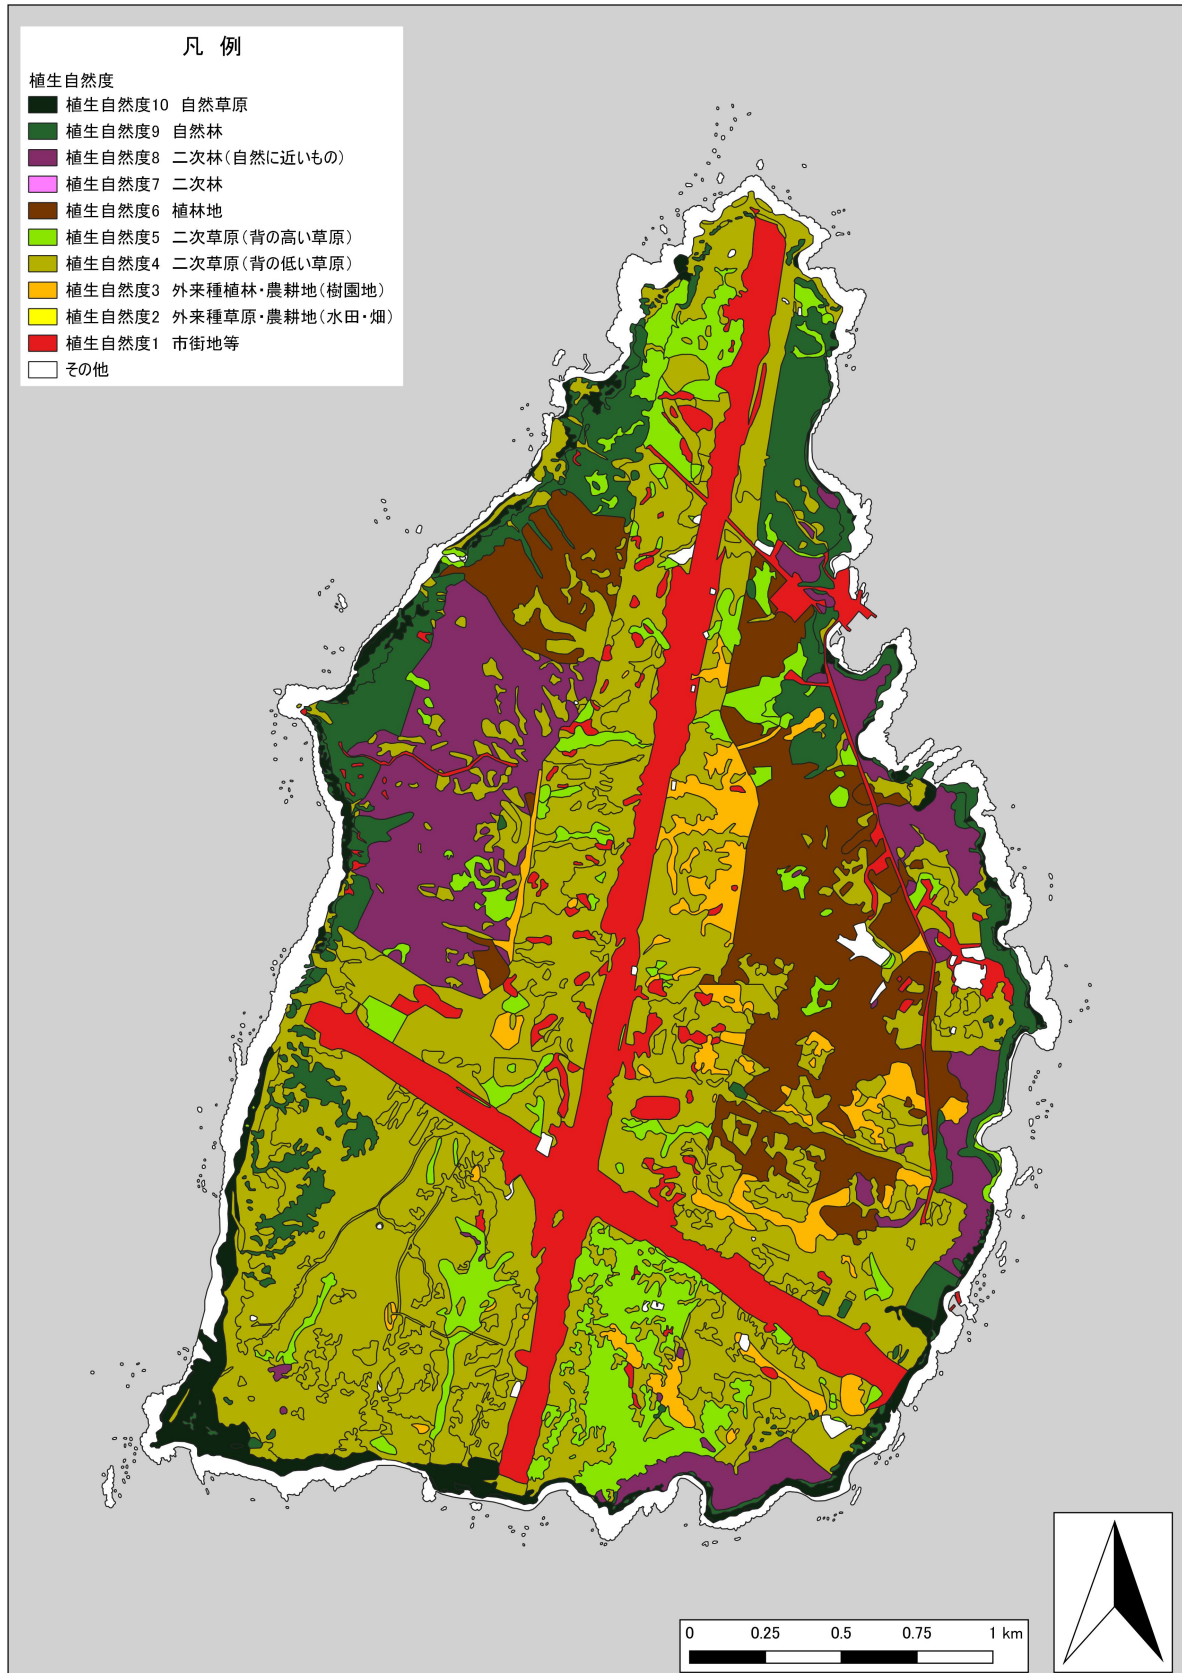 凡 例
植生自然度
植生自然度10 自然草原
植生自然度9 自然林
植生自然度8 二次林(自然に近いもの)
植生自然度7 二次林
植生自然度6 植林地
植生自然度5 二次草原(背の高い草原)
植生自然度4 二次草原(背の低い草原)
植生自然度3 外来種植林・農耕地(樹園地)
植生自然度2 外来種草原・農耕地(水田・畑)
植生自然度1 市街地等
その他
0 0.25 0.5 0.75 1 km